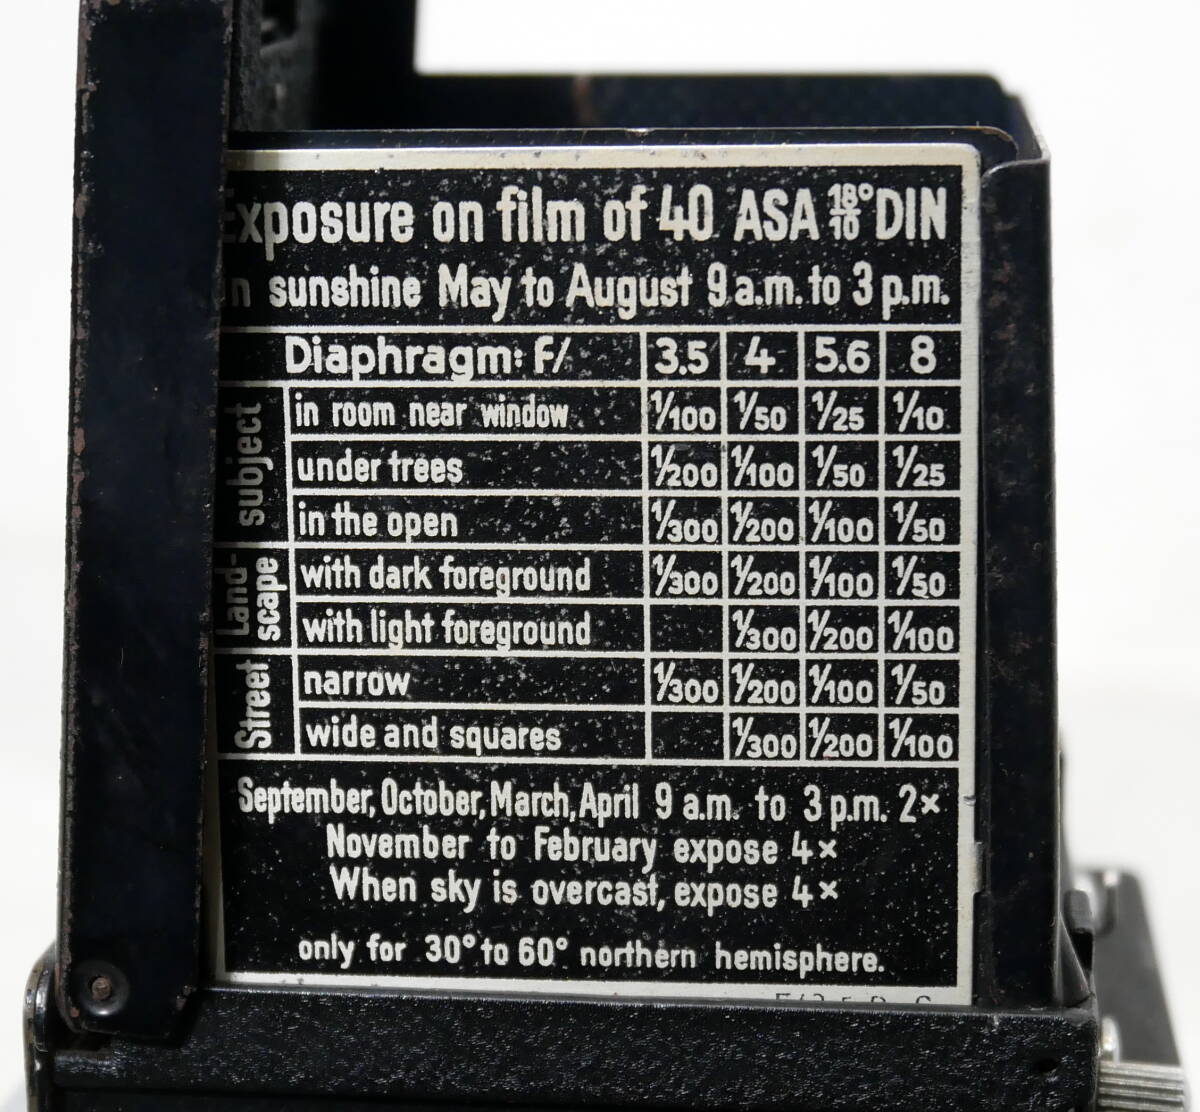 Exposure on film of 40 ASA 18/10° DIN
in sunshine May to August 9 a.m. to 3 p.m.
Diaphragm: f/ 3.5 4 5.6 8
subject
in room near window 1/100 1/50 1/25 1/10
under trees 1/200 1/100 1/50 1/25
in the open 1/300 1/200 1/100 1/50
Land-
scape
with dark foreground 1/300 1/200 1/100 1/50
with light foreground 1/300 1/200 1/100
Street
narrow 1/300 1/200 1/100 1/50
wide and squares 1/300 1/200 1/100
September, October, March, April 9 a.m. to 3 p.m. 2×
November to February expose 4×
When sky is overcast, expose 4×
only for 30° to 60° northern hemisphere.